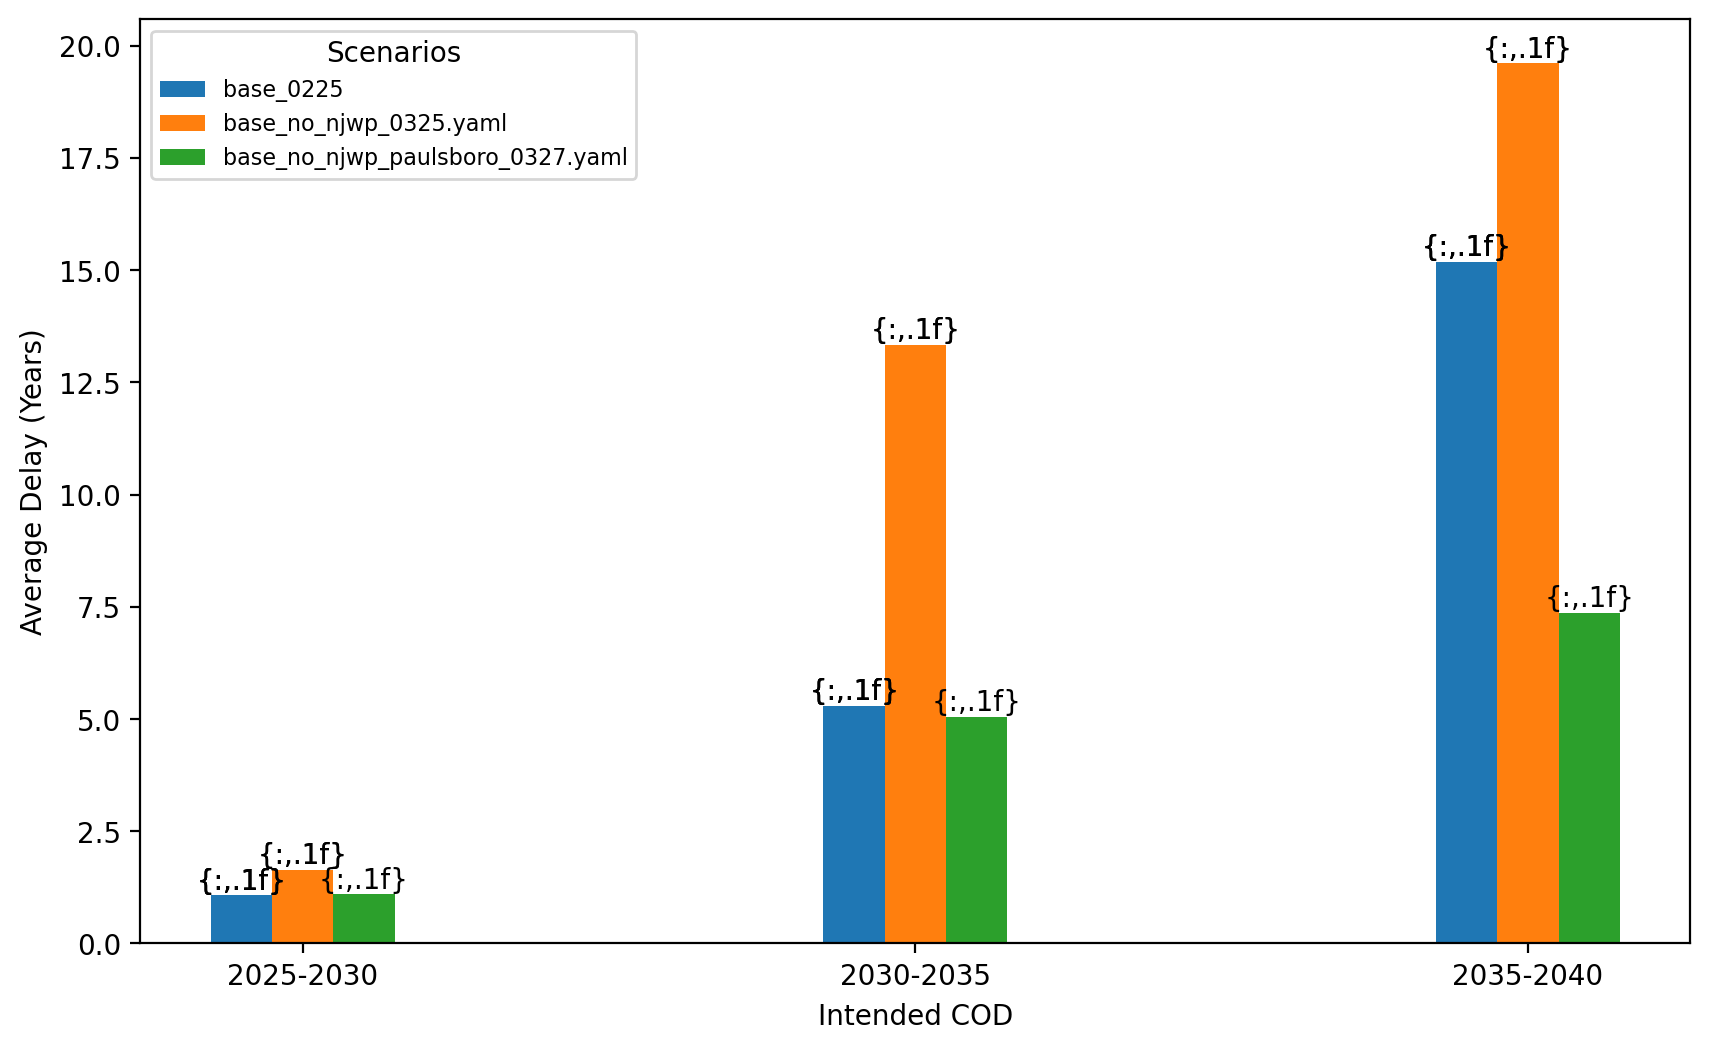 Scenarios
base_0225
base_no_njwp_0325.yaml
base_no_njwp_paulsboro_0327.yaml
20.0
17.5
15.0
12.5
10.0
7.5
5.0
2.5
0.0
Average Delay (Years)
{:,.1f}
{:,.1f}
{:,.1f}
{:,.1f}
{:,.1f}
{:,.1f}
{:,.1f}
{:,.1f}
{:,.1f}
2025-2030
2030-2035
2035-2040
Intended COD